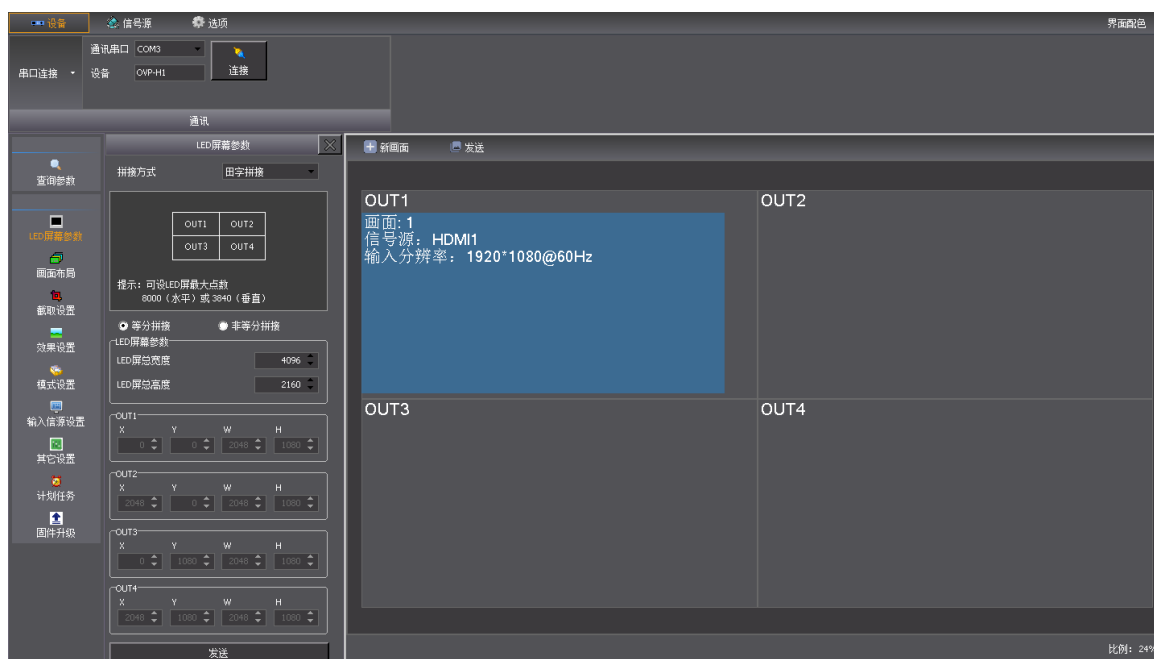 设备 信号源 选项 界面配色
通讯串口 COM3
串口连接 设备 OVP-H1 连接
通讯
LED屏幕参数
新画面 发送
查询参数
LED屏幕参数
画面布局
截取设置
效果设置
模式设置
输入信源设置
其它设置
计划任务
固件升级
拼接方式 田字拼接
OUT1 OUT2
OUT3 OUT4
提示：可设LED屏最大点数
8000（水平）或3840（垂直）
等分拼接 非等分拼接
LED屏幕参数
LED屏总宽度 4096
LED屏总高度 2160
OUT1
X Y W H
0 0 2048 1080
OUT2
X Y W H
2048 0 2048 1080
OUT3
X Y W H
0 1080 2048 1080
OUT4
X Y W H
2048 1080 2048 1080
发送
OUT1 OUT2
画面: 1
信号源：HDMI1
输入分辨率：1920*1080@60Hz
OUT3 OUT4
比例：24%